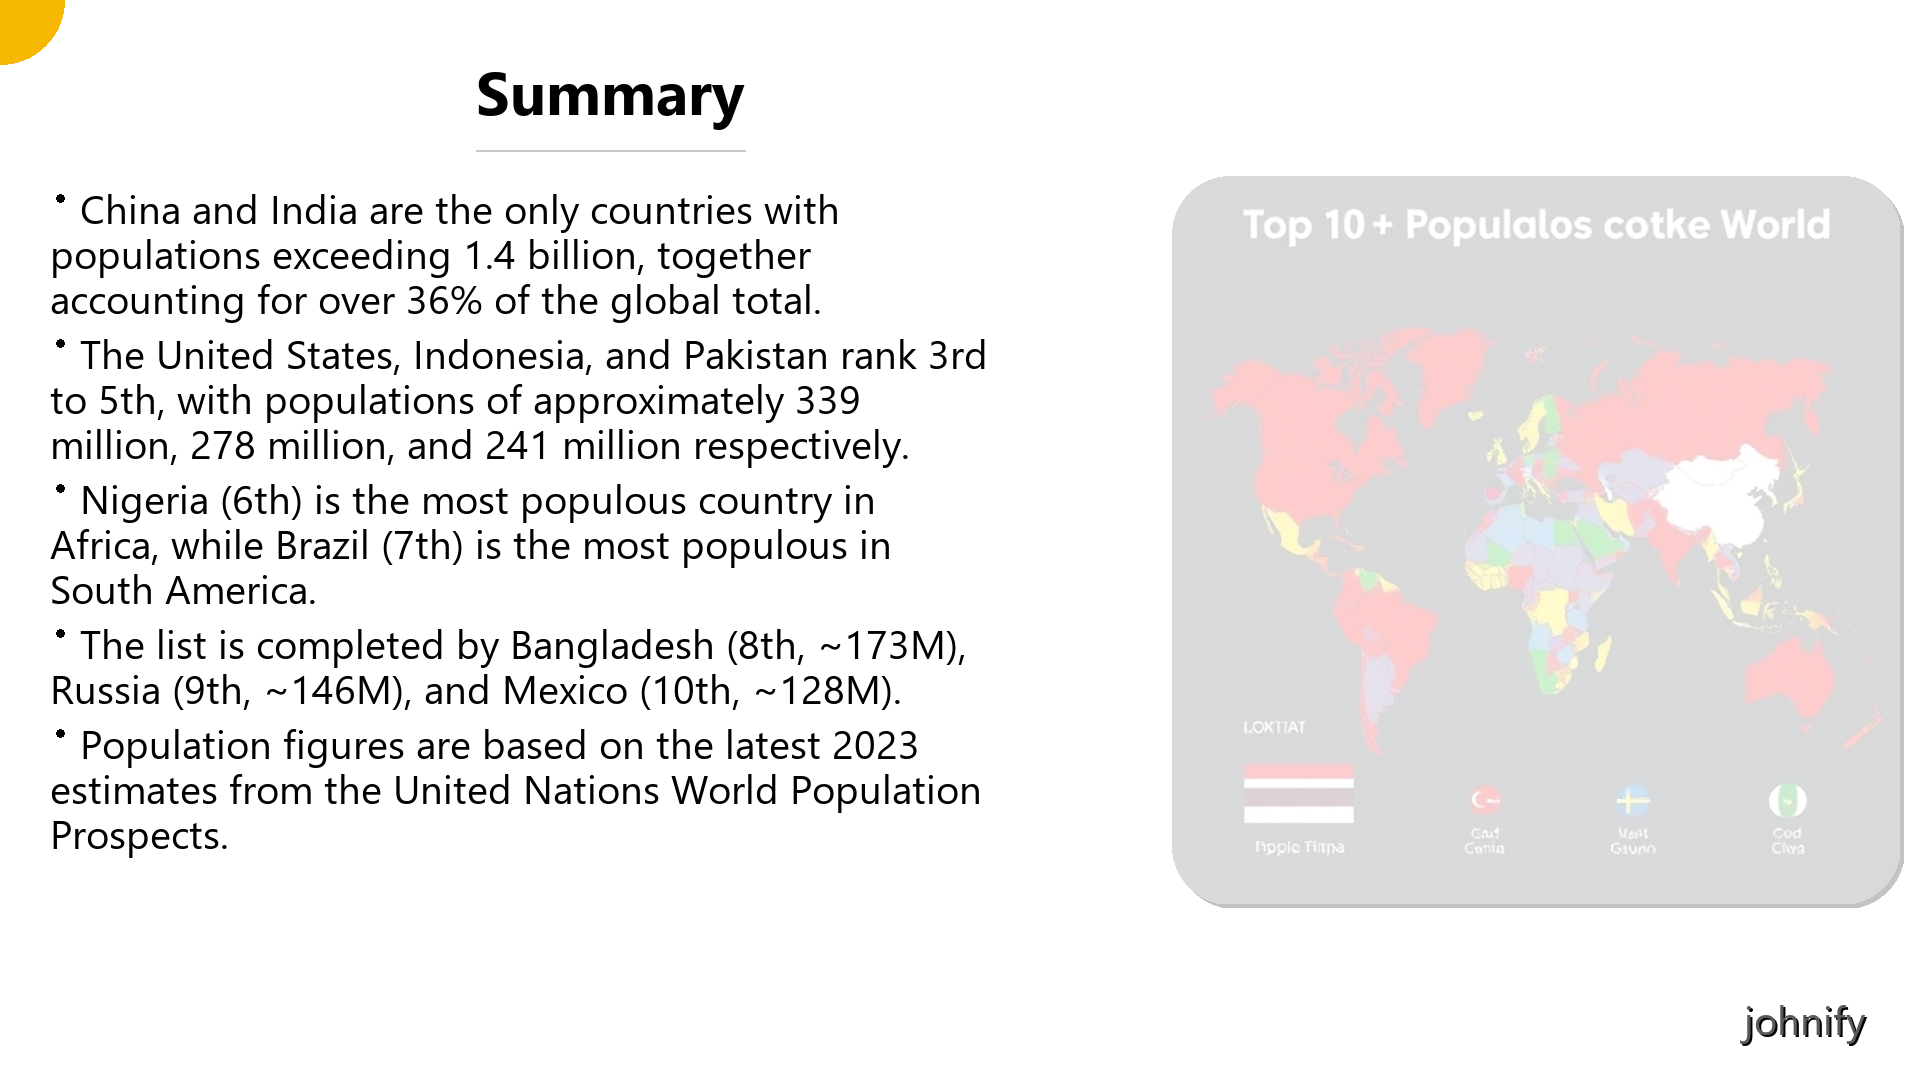 Summary
• China and India are the only countries with
populations exceeding 1.4 billion, together
accounting for over 36% of the global total.
• The United States, Indonesia, and Pakistan rank 3rd
to 5th, with populations of approximately 339
million, 278 million, and 241 million respectively.
• Nigeria (6th) is the most populous country in
Africa, while Brazil (7th) is the most populous in
South America.
• The list is completed by Bangladesh (8th, ~173M),
Russia (9th, ~146M), and Mexico (10th, ~128M).
• Population figures are based on the latest 2023
estimates from the United Nations World Population
Prospects.
Top 10 + Populalos cotke World
LOKTIAT
johnify